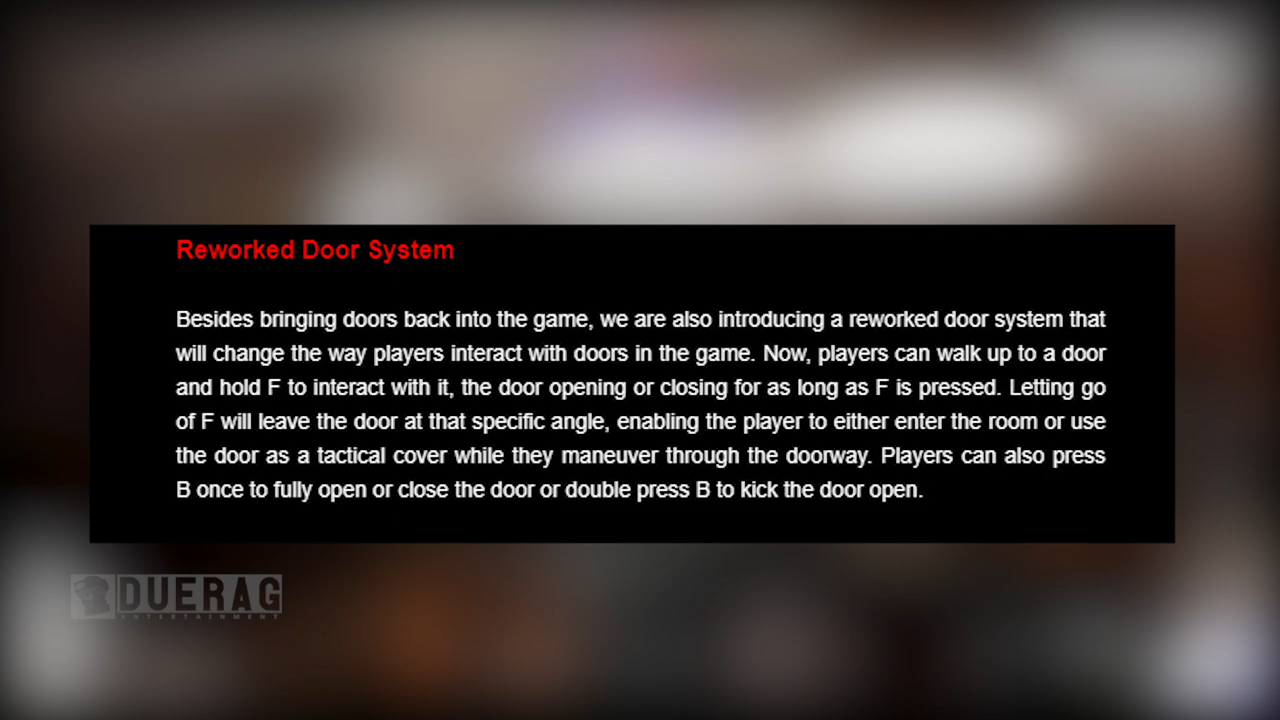 Reworked Door System
Besides bringing doors back into the game, we are also introducing a reworked door system that
will change the way players interact with doors in the game. Now, players can walk up to a door
and hold F to interact with it, the door opening or closing for as long as F is pressed. Letting go
of F will leave the door at that specific angle, enabling the player to either enter the room or use
the door as a tactical cover while they maneuver through the doorway. Players can also press
B once to fully open or close the door or double press B to kick the door open.
DUERAG
ENTERTAINMENT